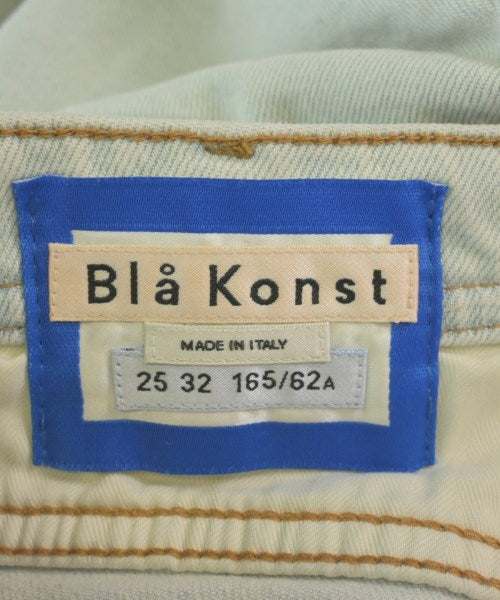 Blå Konst
MADE IN ITALY
25 32 165/62A